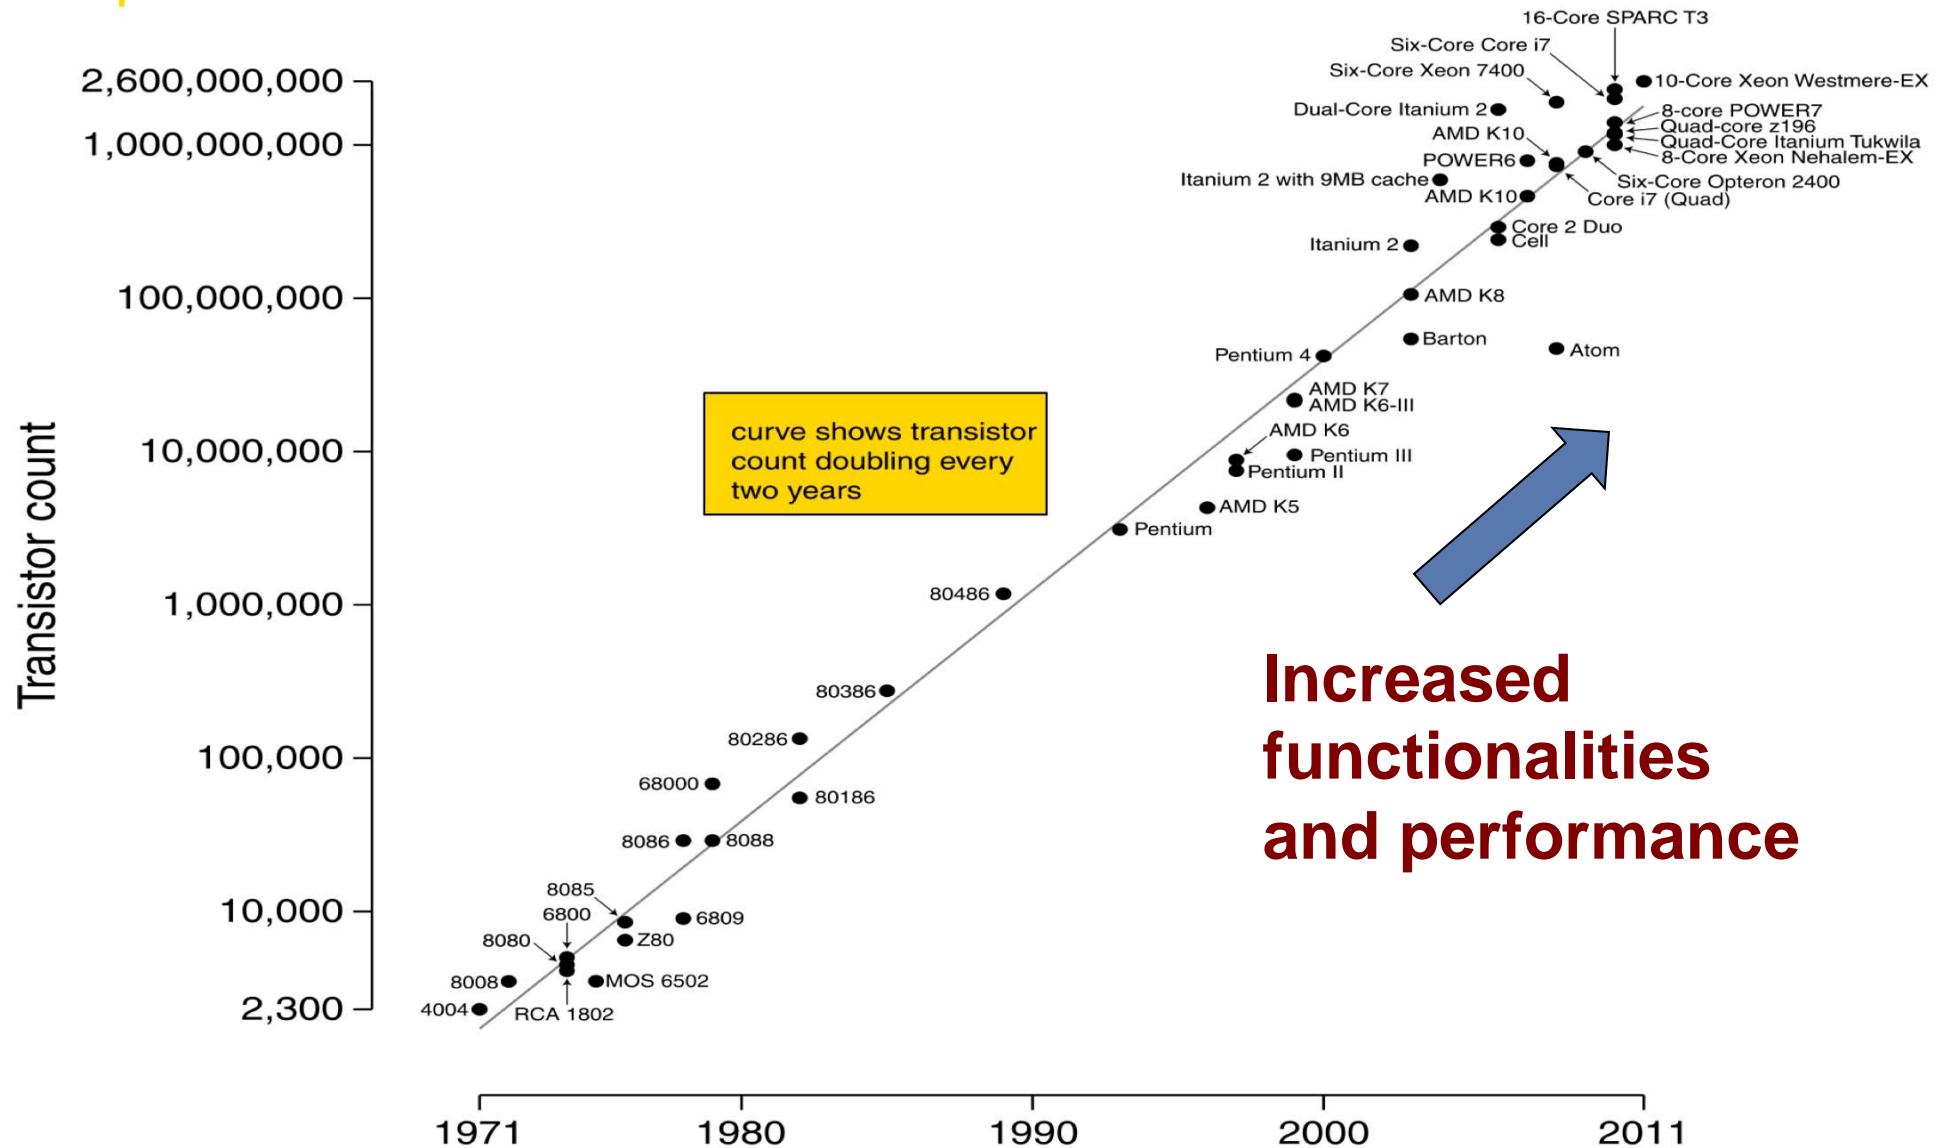 16-Core SPARC T3
Six-Core Core i7
Six-Core Xeon 7400
10-Core Xeon Westmere-EX
Dual-Core Itanium 2
8-core POWER7
Quad-core z196
AMD K10
Quad-Core Itanium Tukwila
POWER6
8-Core Xeon Nehalem-EX
Itanium 2 with 9MB cache
Six-Core Opteron 2400
AMD K10
Core i7 (Quad)
Core 2 Duo
Cell
Itanium 2
AMD K8
Barton
Atom
Pentium 4
AMD K7
AMD K6-III
AMD K6
Pentium III
Pentium II
AMD K5
Pentium
80486
80386
80286
68000
80186
8086
8088
8085
6800
6809
8080
Z80
8008
MOS 6502
4004
RCA 1802
2,600,000,000
1,000,000,000
100,000,000
10,000,000
1,000,000
100,000
10,000
2,300
Transistor count
curve shows transistor
count doubling every
two years
Increased
functionalities
and performance
1971
1980
1990
2000
2011